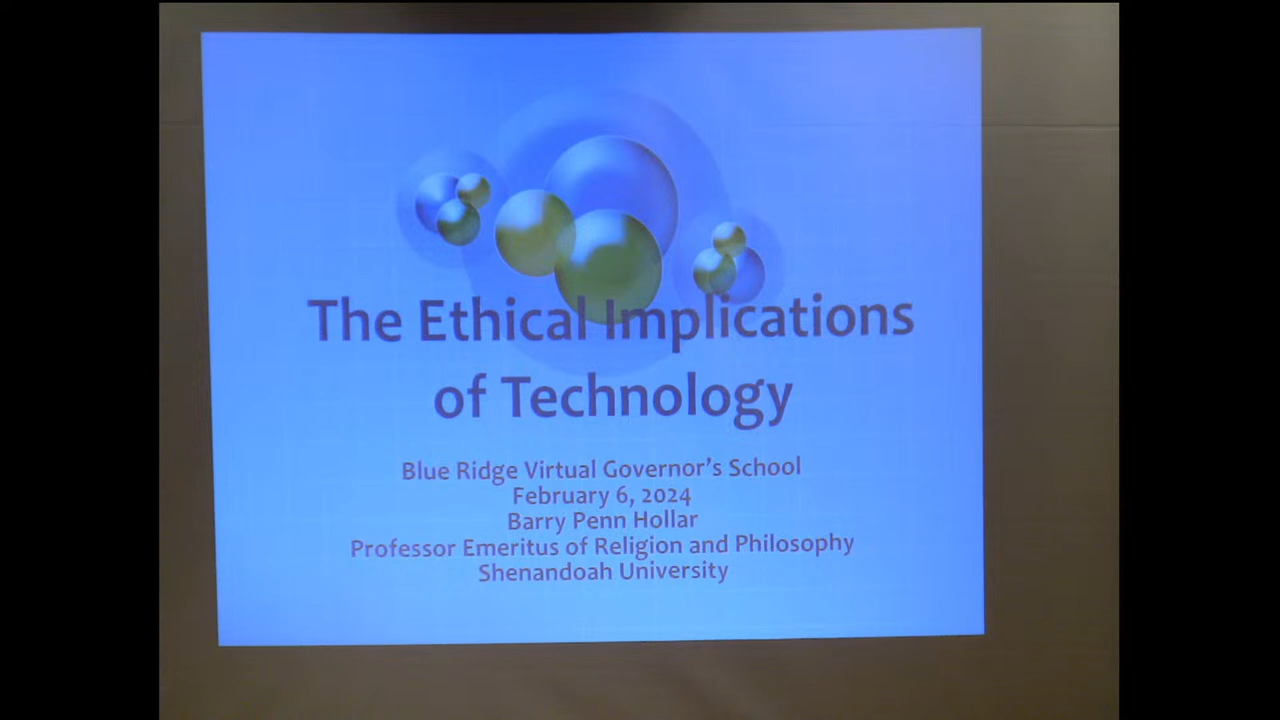 The Ethical Implications
of Technology
Blue Ridge Virtual Governor's School
February 6, 2024
Barry Penn Hollar
Professor Emeritus of Religion and Philosophy
Shenandoah University